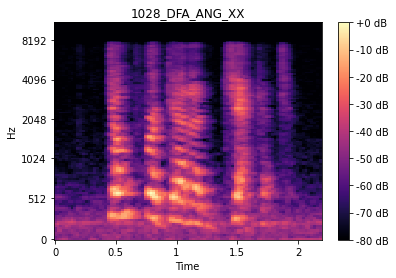 1028_DFA_ANG_XX
+0 dB
8192
-10 dB
-20 dB
4096
-30 dB
Hz
2048
-40 dB
1024
-50 dB
-60 dB
512
-70 dB
0
-80 dB
0
0.5
1
1.5
2
Time